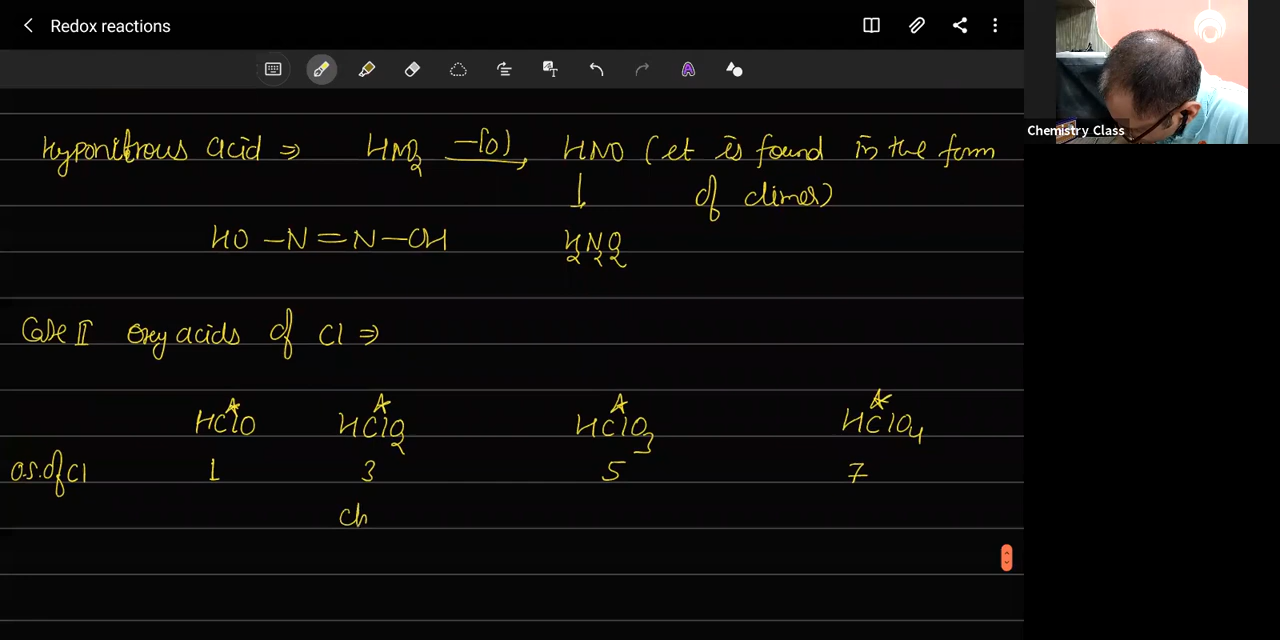 Redox reactions
Chemistry Class
Hyponitrous acid ⇒ HNO₂ —[O]→ HNO (et is found in the form
↓ of dimer)
HO — N = N — OH H₂N₂O₂
Case II Oxy acids of Cl ⇒
HClO HClO₂ HClO₃ HClO₄
O.S. of Cl 1 3 5 7
Ch